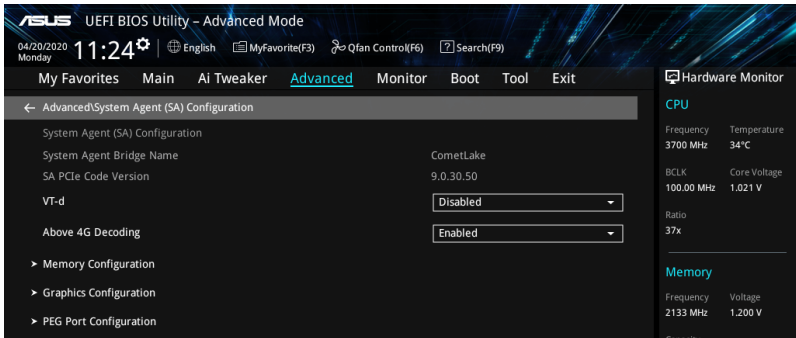 ASUS UEFI BIOS Utility – Advanced Mode
04/20/2020 Monday 11:24 English MyFavorite(F3) Qfan Control(F6) ? Search(F9)
My Favorites Main Ai Tweaker Advanced Monitor Boot Tool Exit
Hardware Monitor
← Advanced\System Agent (SA) Configuration
System Agent (SA) Configuration
System Agent Bridge Name CometLake
SA PCIe Code Version 9.0.30.50
VT-d Disabled
Above 4G Decoding Enabled
> Memory Configuration
> Graphics Configuration
> PEG Port Configuration
CPU
Frequency Temperature
3700 MHz 34°C
BCLK Core Voltage
100.00 MHz 1.021 V
Ratio
37x
Memory
Frequency Voltage
2133 MHz 1.200 V